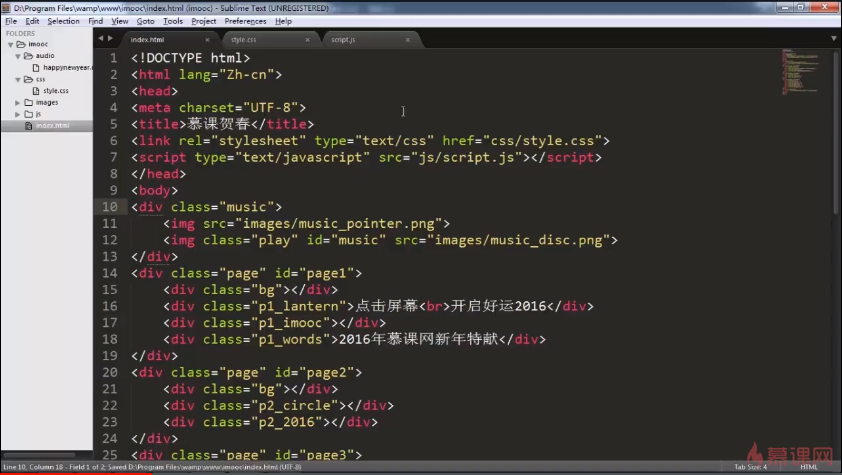 D:\Program Files\wamp\www\imooc\index.html (imooc) - Sublime Text (UNREGISTERED)
File Edit Selection Find View Goto Tools Project Preferences Help
FOLDERS
imooc
audio
happynewyear.
css
style.css
images
js
index.html
index.html × style.css × script.js ×
1 <!DOCTYPE html>
2 <html lang="Zh-cn">
3 <head>
4 <meta charset="UTF-8">
5 <title>慕课贺春</title>
6 <link rel="stylesheet" type="text/css" href="css/style.css">
7 <script type="text/javascript" src="js/script.js"></script>
8 </head>
9 <body>
10 <div class="music">
11 <img src="images/music_pointer.png">
12 <img class="play" id="music" src="images/music_disc.png">
13 </div>
14 <div class="page" id="page1">
15 <div class="bg"></div>
16 <div class="p1_lantern">点击屏幕<br>开启好运2016</div>
17 <div class="p1_imooc"></div>
18 <div class="p1_words">2016年慕课网新年特献</div>
19 </div>
20 <div class="page" id="page2">
21 <div class="bg"></div>
22 <div class="p2_circle"></div>
23 <div class="p2_2016"></div>
24 </div>
25 <div class="page" id="page3">
Line 10, Column 18 - Field 1 of 2; Saved D:\Program Files\wamp\www\imooc\index.html (UTF-8) Tab Size: 4 HTML
慕课网